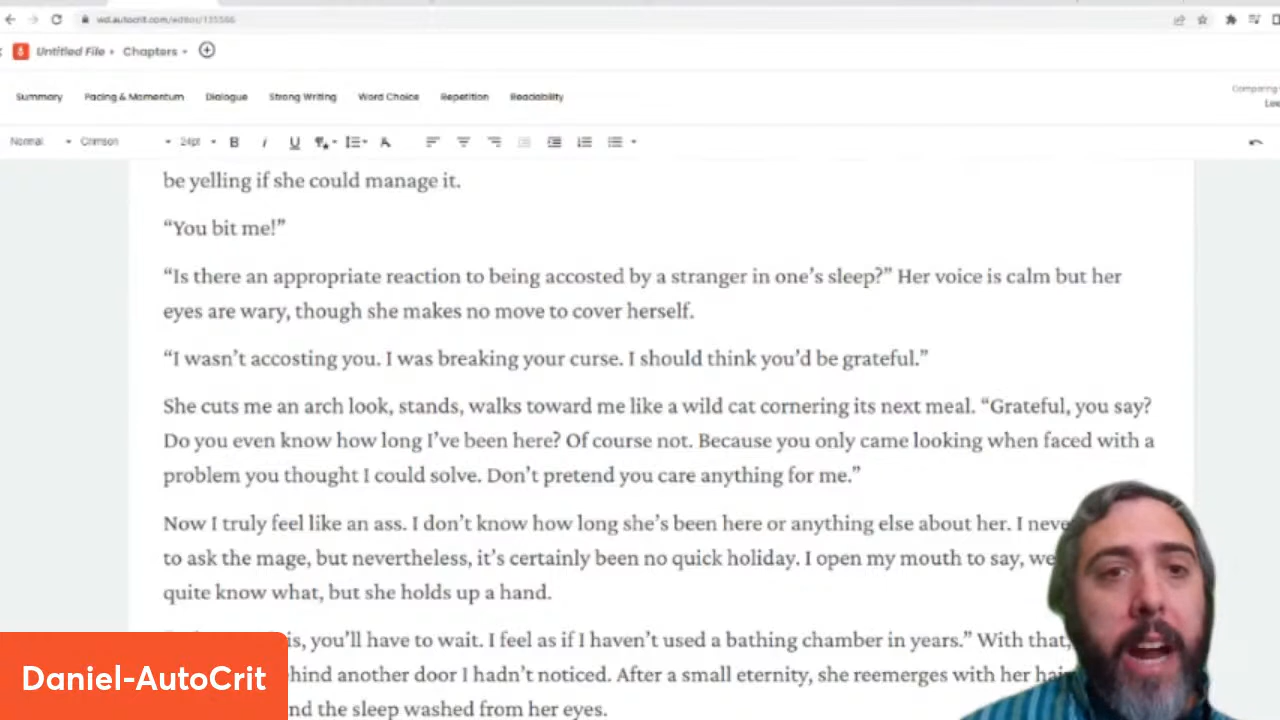 wd.autocrit.com/editor/135566
Untitled File Chapters
Summary Pacing & Momentum Dialogue Strong Writing Word Choice Repetition Readability
Comparing
Normal Crimson 24pt B i U A
be yelling if she could manage it.
“You bit me!”
“Is there an appropriate reaction to being accosted by a stranger in one’s sleep?” Her voice is calm but her
eyes are wary, though she makes no move to cover herself.
“I wasn’t accosting you. I was breaking your curse. I should think you’d be grateful.”
She cuts me an arch look, stands, walks toward me like a wild cat cornering its next meal. “Grateful, you say?
Do you even know how long I’ve been here? Of course not. Because you only came looking when faced with a
problem you thought I could solve. Don’t pretend you care anything for me.”
Now I truly feel like an ass. I don’t know how long she’s been here or anything else about her. I neve
to ask the mage, but nevertheless, it’s certainly been no quick holiday. I open my mouth to say, we
quite know what, but she holds up a hand.
is, you’ll have to wait. I feel as if I haven’t used a bathing chamber in years.” With that,
hind another door I hadn’t noticed. After a small eternity, she reemerges with her hai
nd the sleep washed from her eyes.
Daniel-AutoCrit